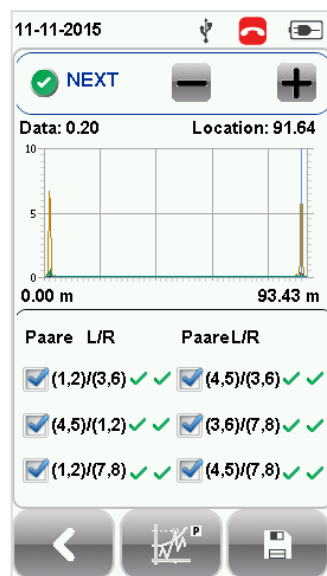 11-11-2015
NEXT
Data: 0.20 Location: 91.64
10
5
0
0.00 m 93.43 m
Paare L/R PaareL/R
(1,2)/(3,6) (4,5)/(3,6)
(4,5)/(1,2) (3,6)/(7,8)
(1,2)/(7,8) (4,5)/(7,8)
P